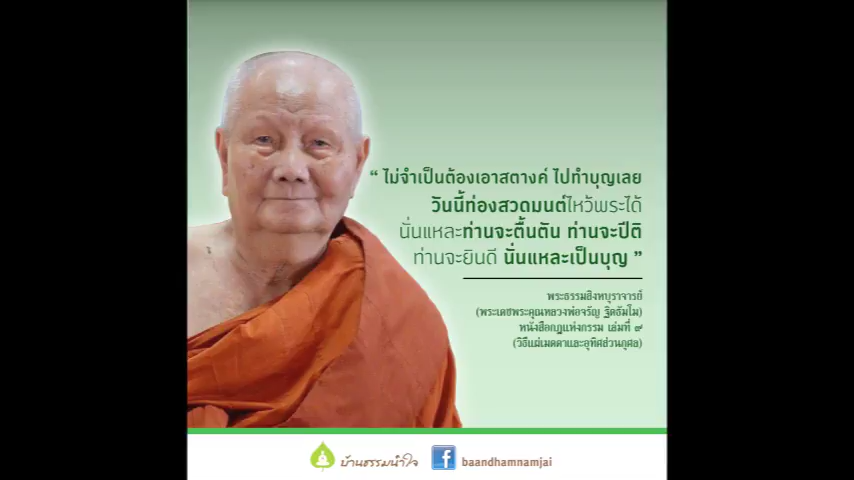 “ ไม่จำเป็นต้องเอาสตางค์ ไปทำบุญเลย
วันนี้ท่องสวดมนต์ไหว้พระได้
นั่นแหละท่านจะตื้นตัน ท่านจะปีติ
ท่านจะยินดี นั่นแหละเป็นบุญ ”
พระธรรมสิงหบุราจารย์
(พระเดชพระคุณหลวงพ่อจรัญ ฐิตธัมโม)
หนังสือกฎแห่งกรรม เล่มที่ ๙
(วิธีแผ่เมตตาและอุทิศส่วนกุศล)
บ้านธรรมนำใจ
f baandhamnamjai